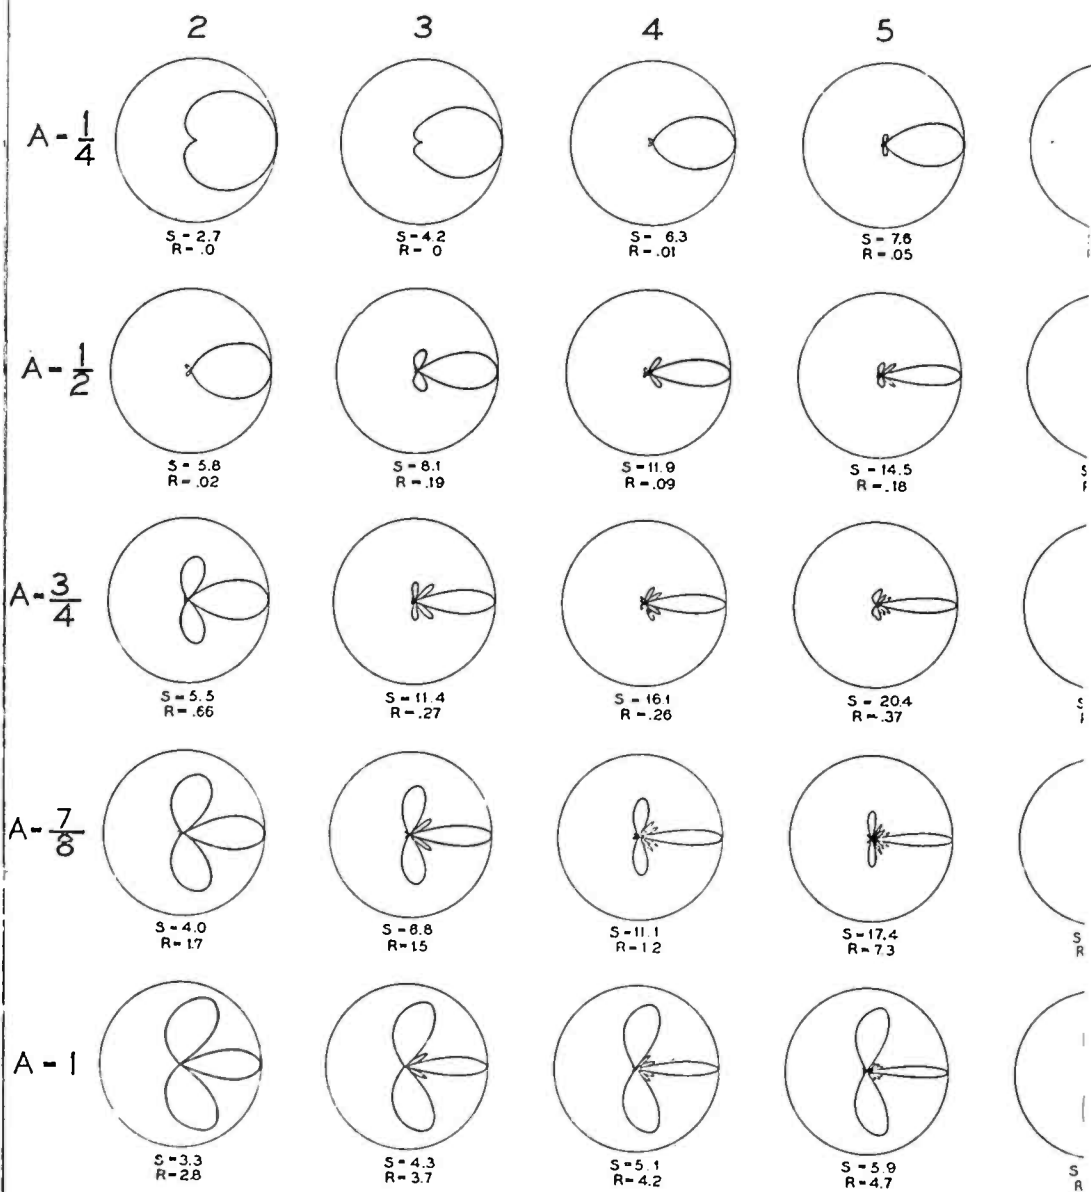 2 3 4 5
A = 1/4
S = 2.7 S = 4.2 S = 6.3 S = 7.6
R = .0 R = 0 R = .01 R = .05
A = 1/2
S = 5.8 S = 8.1 S = 11.9 S = 14.5
R = .02 R = .19 R = .09 R = .18
A = 3/4
S = 5.5 S = 11.4 S = 16.1 S = 20.4
R = .66 R = .27 R = .26 R = .37
A = 7/8
S = 4.0 S = 6.8 S = 11.1 S = 17.4
R = 1.7 R = 1.5 R = 1.2 R = 7.3
S
R
A = 1
S = 3.3 S = 4.3 S = 5.1 S = 5.9
R = 2.8 R = 3.7 R = 4.2 R = 4.7
S
R